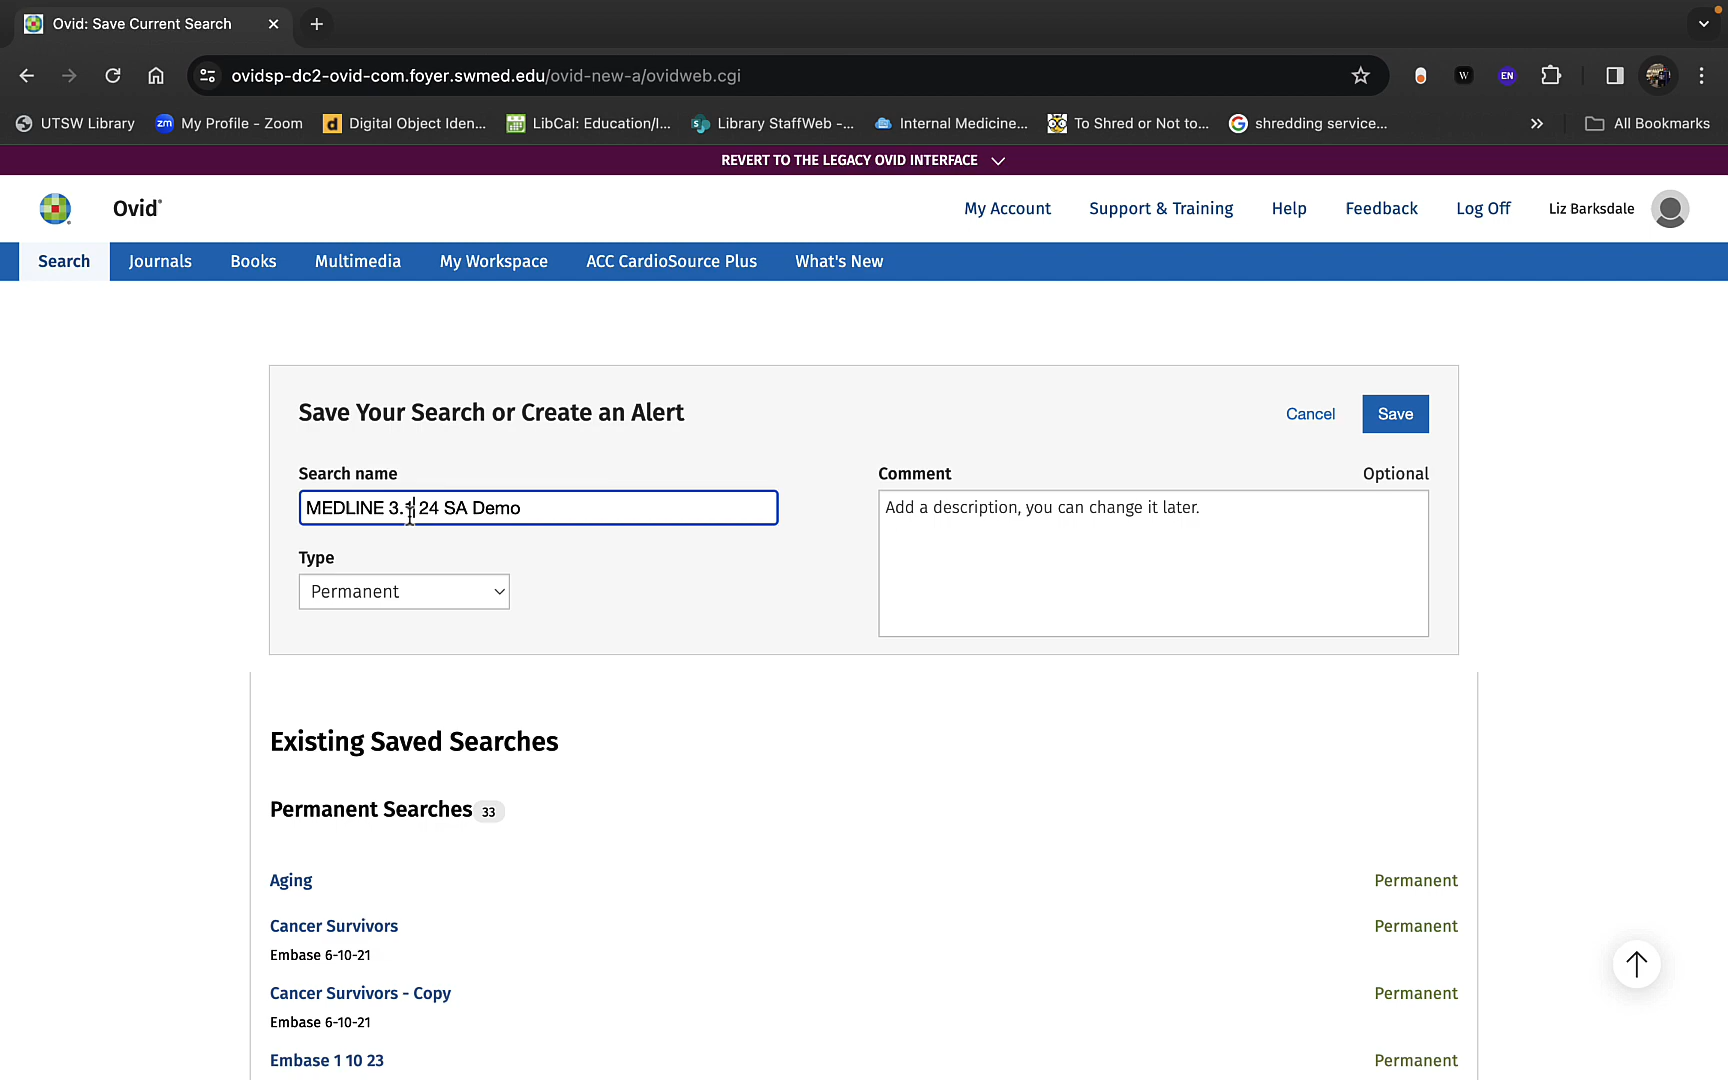 Ovid: Save Current Search
ovidsp-dc2-ovid-com.foyer.swmed.edu/ovid-new-a/ovidweb.cgi
W
EN
UTSW Library
zm My Profile - Zoom
Digital Object Iden...
LibCal: Education/I...
Library StaffWeb -...
Internal Medicine...
To Shred or Not to...
shredding service...
All Bookmarks
REVERT TO THE LEGACY OVID INTERFACE
Ovid®
My Account
Support & Training
Help
Feedback
Log Off
Liz Barksdale
Search
Journals
Books
Multimedia
My Workspace
ACC CardioSource Plus
What's New
Save Your Search or Create an Alert
Cancel
Save
Search name
MEDLINE 3. 24 SA Demo
Type
Permanent
Comment
Optional
Add a description, you can change it later.
Existing Saved Searches
Permanent Searches 33
Aging
Permanent
Cancer Survivors
Permanent
Embase 6-10-21
Cancer Survivors - Copy
Permanent
Embase 6-10-21
Embase 1 10 23
Permanent